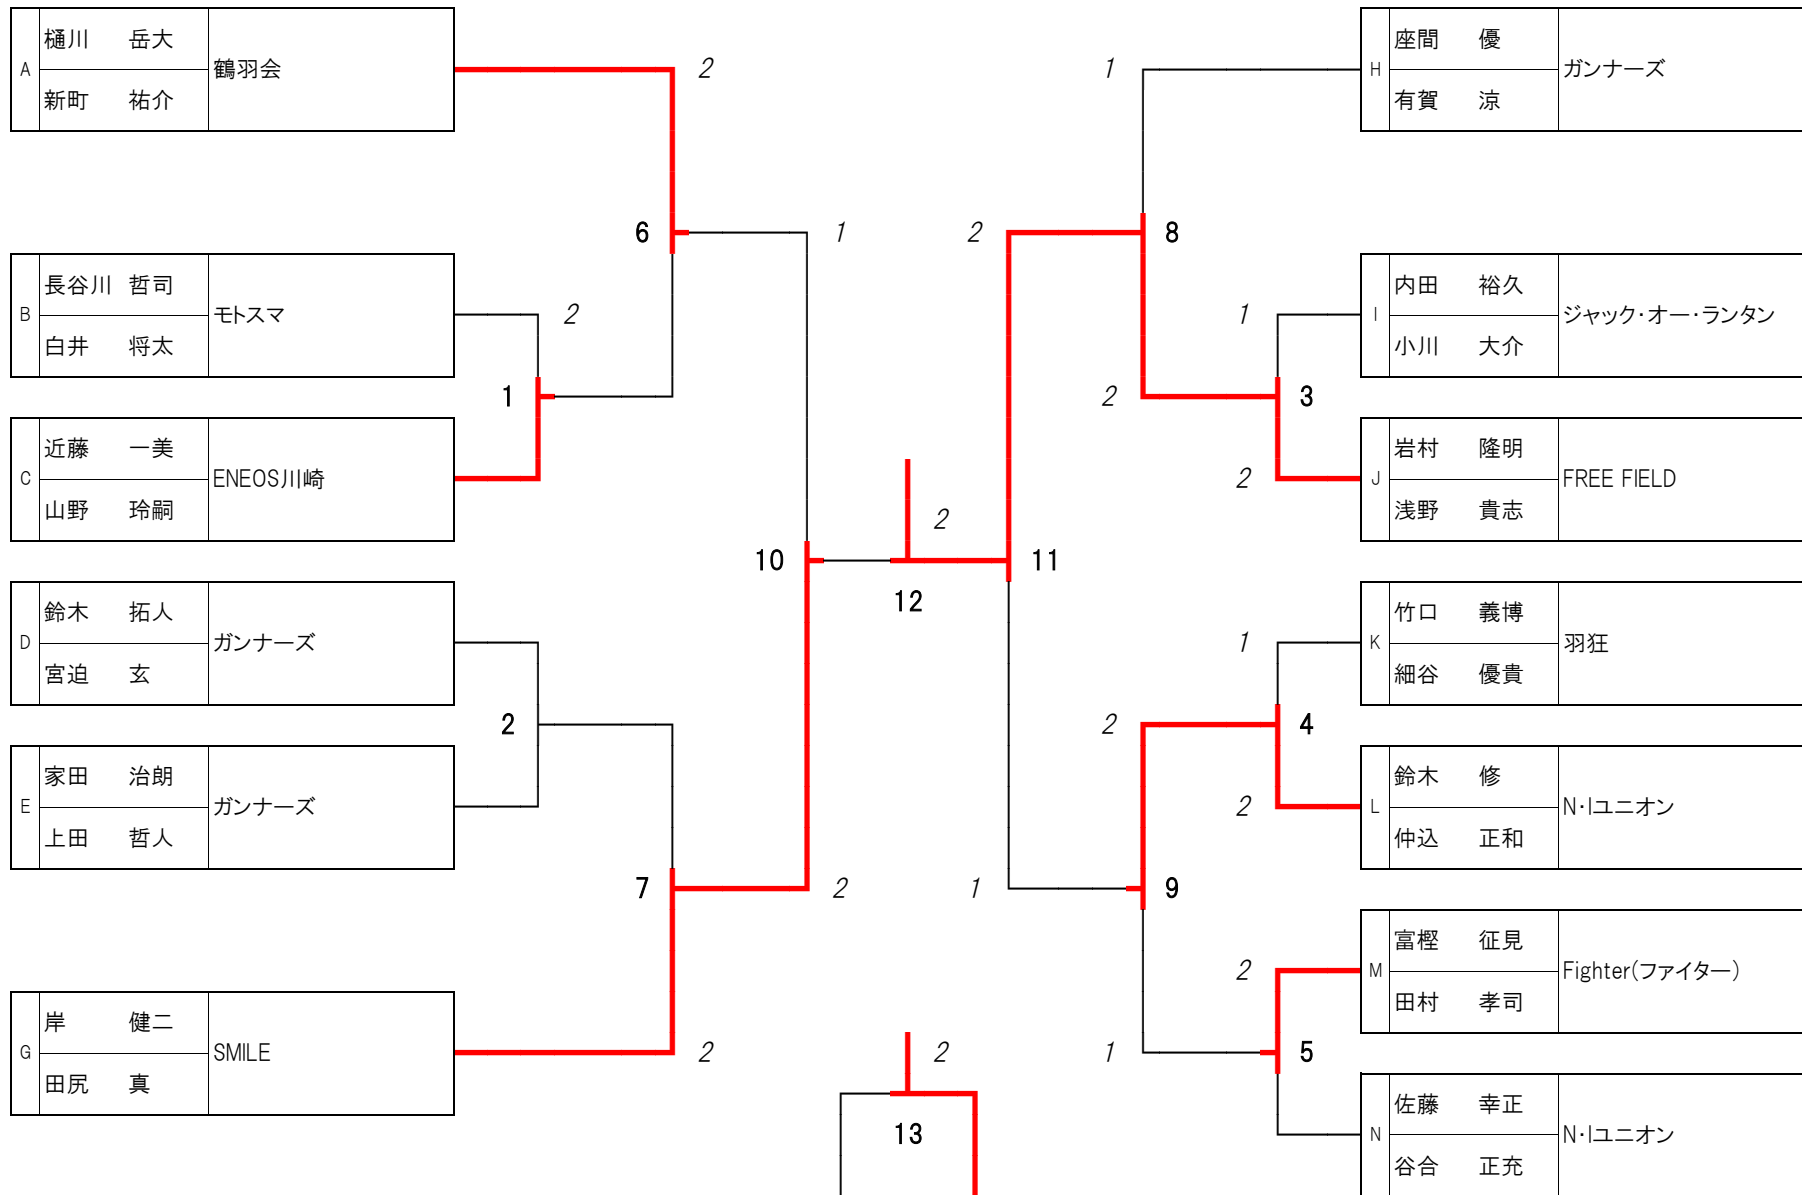 A
樋川 岳大
新町 祐介
鶴羽会
B
長谷川 哲司
白井 将太
モトスマ
C
近藤 一美
山野 玲嗣
ENEOS川崎
D
鈴木 拓人
宮迫 玄
ガンナーズ
E
家田 治朗
上田 哲人
ガンナーズ
G
岸 健二
田尻 真
SMILE
2
6
1
2
1
10
2
7
2
2
2
12
2
13
1
2
8
1
2
3
2
11
1
2
4
2
1
9
2
1
5
H
座間 優
有賀 涼
ガンナーズ
I
内田 裕久
小川 大介
ジャック・オー・ランタン
J
岩村 隆明
浅野 貴志
FREE FIELD
K
竹口 義博
細谷 優貴
羽狂
L
鈴木 修
仲込 正和
N・Iユニオン
M
富樫 征見
田村 孝司
Fighter(ファイター)
N
佐藤 幸正
谷合 正充
N・Iユニオン